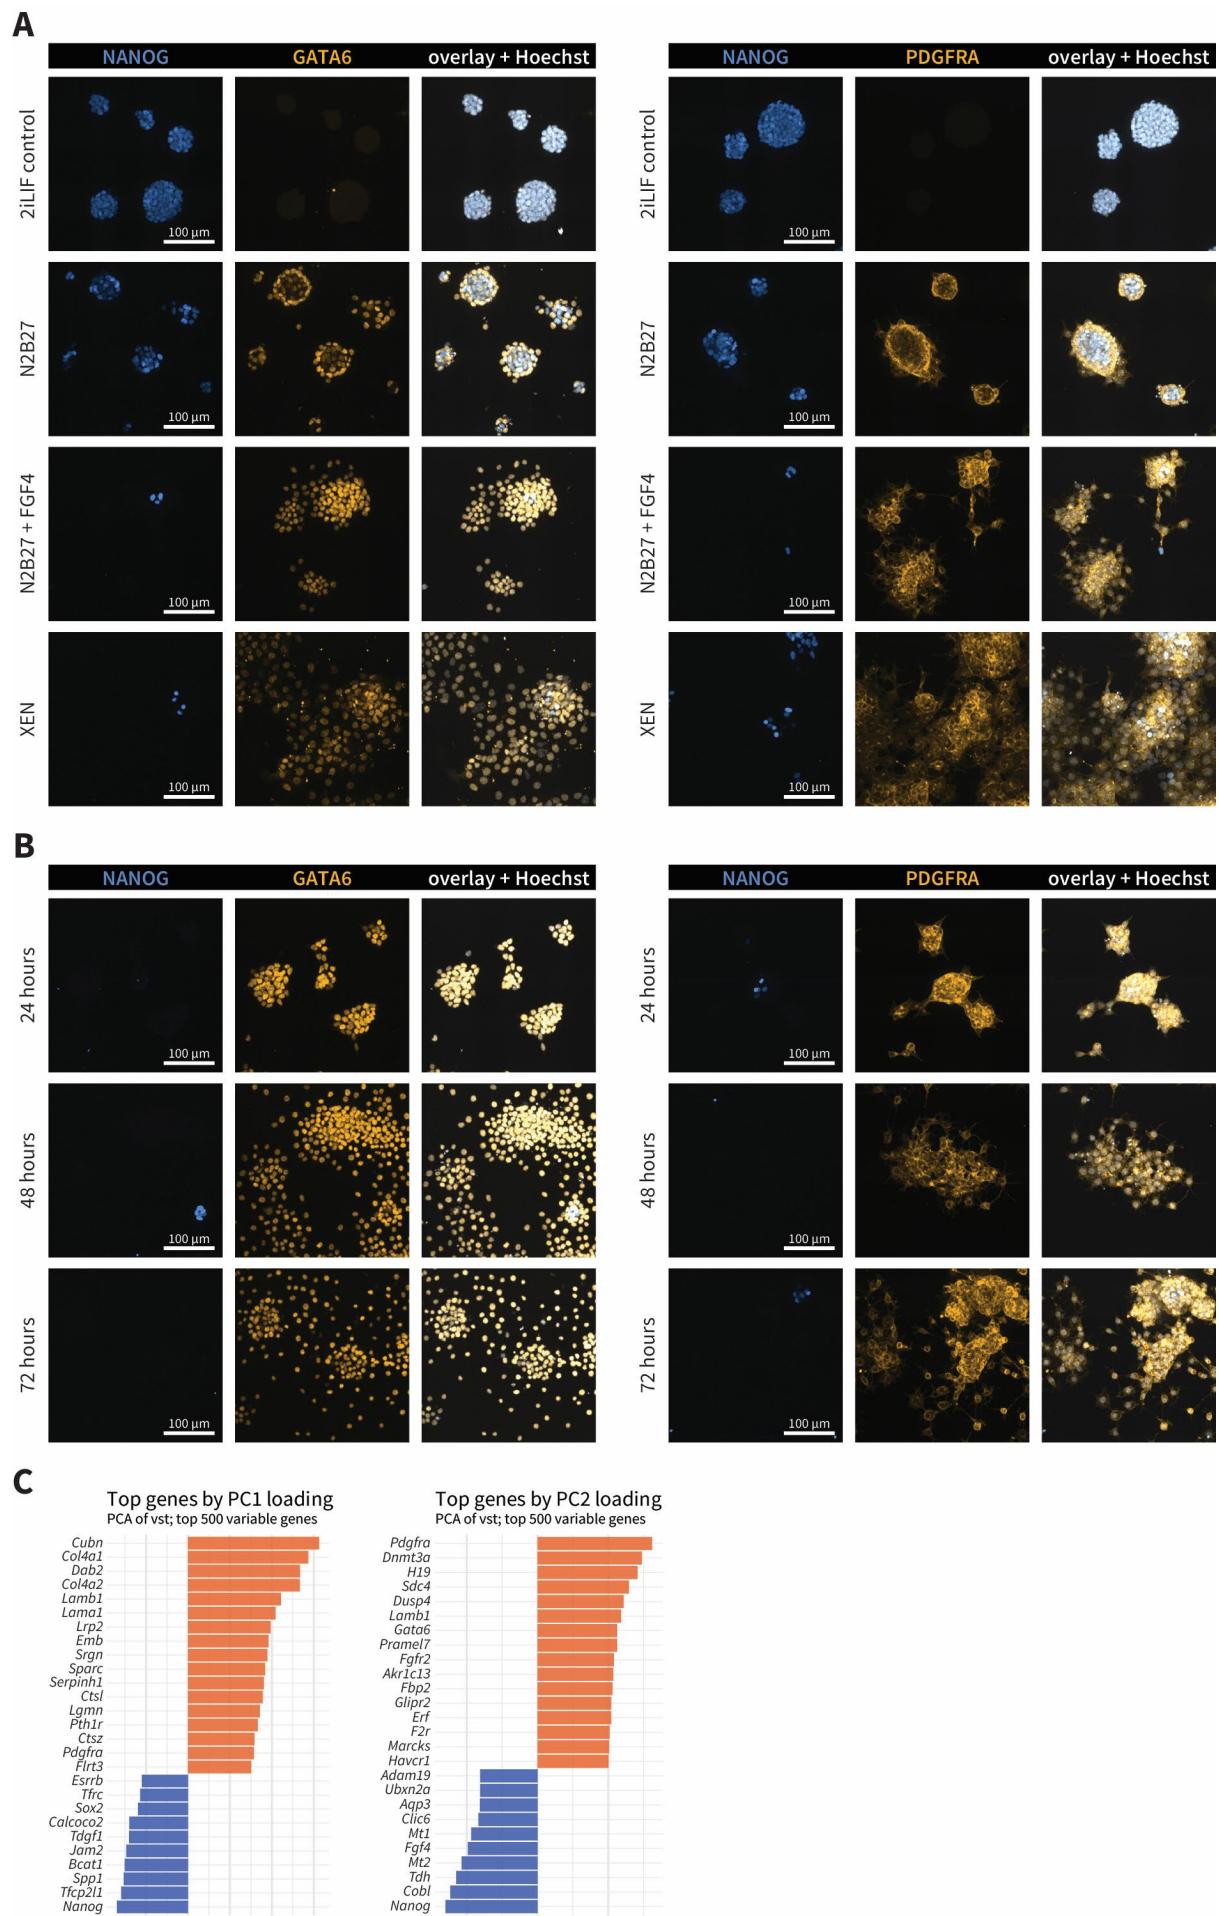 A
NANOG GATA6 overlay + Hoechst NANOG PDGFRA overlay + Hoechst
2iLIF control
100 µm
2iLIF control
100 µm
N2B27
100 µm
N2B27
100 µm
N2B27 + FGF4
100 µm
N2B27 + FGF4
100 µm
XEN
100 µm
XEN
100 µm
B
NANOG GATA6 overlay + Hoechst NANOG PDGFRA overlay + Hoechst
24 hours
100 µm
24 hours
100 µm
48 hours
100 µm
48 hours
100 µm
72 hours
100 µm
72 hours
100 µm
C
Top genes by PC1 loading
PCA of vst; top 500 variable genes
Cubn
Col4a1
Dab2
Col4a2
Lamb1
Lama1
Lrp2
Emb
Srgn
Sparc
Serpinh1
Ctsl
Lgmn
Pth1r
Ctsz
Pdgfra
Flrt3
Esrrb
Tfrc
Sox2
Calcoco2
Tdgf1
Jam2
Bcat1
Spp1
Tfcp2l1
Nanog
Top genes by PC2 loading
PCA of vst; top 500 variable genes
Pdgfra
Dnmt3a
H19
Sdc4
Dusp4
Lamb1
Gata6
Pramel7
Fgfr2
Akr1c13
Fbp2
Glipr2
Erf
F2r
Marcks
Havcr1
Adam19
Ubxn2a
Aqp3
Clic6
Mt1
Fgf4
Mt2
Tdh
Cobl
Nanog